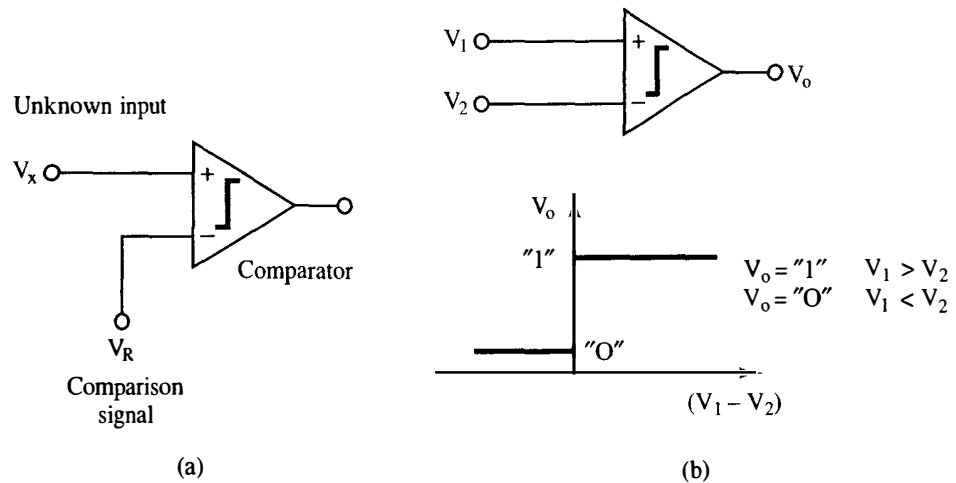 Unknown input
Vx
+
−
Comparator
VR
Comparison
signal
(a)
V1
V2
+
−
Vo
Vo
"1"
"O"
(V1 − V2)
Vo = "1" V1 > V2
Vo = "O" V1 < V2
(b)